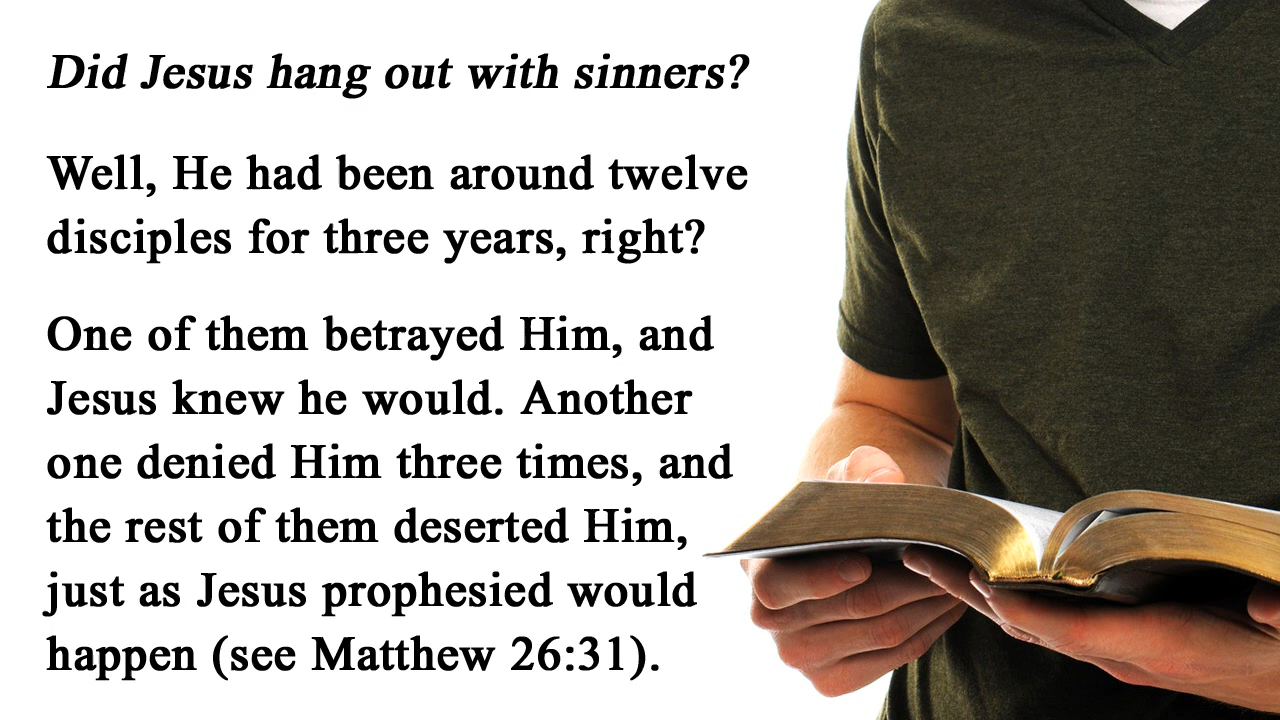 Did Jesus hang out with sinners?
Well, He had been around twelve
disciples for three years, right?
One of them betrayed Him, and
Jesus knew he would. Another
one denied Him three times, and
the rest of them deserted Him,
just as Jesus prophesied would
happen (see Matthew 26:31).